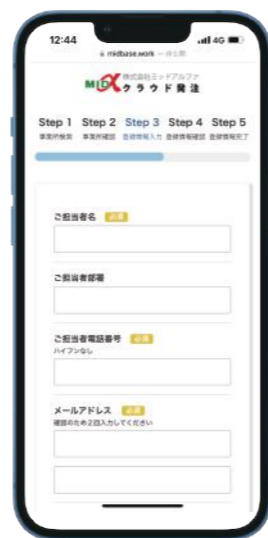 12:44
4G
midbase.work — 非公開
MIDX 株式会社ミッドアルファ
クラウド発注
Step 1 Step 2 Step 3 Step 4 Step 5
事業所検索 事業所確認 登録情報入力 登録情報確認 登録情報完了
ご担当者名 必須
ご担当者部署
ご担当者電話番号 必須
ハイフンなし
メールアドレス 必須
確認のため2回入力してください